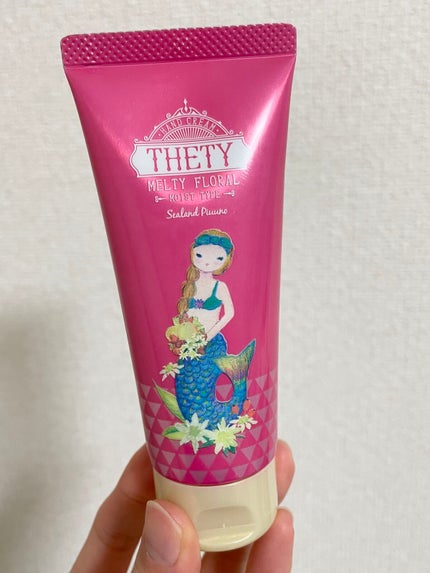 HAND CREAM
THETY
MELTY FLORAL
MOIST TYPE
Sealand Piuuno